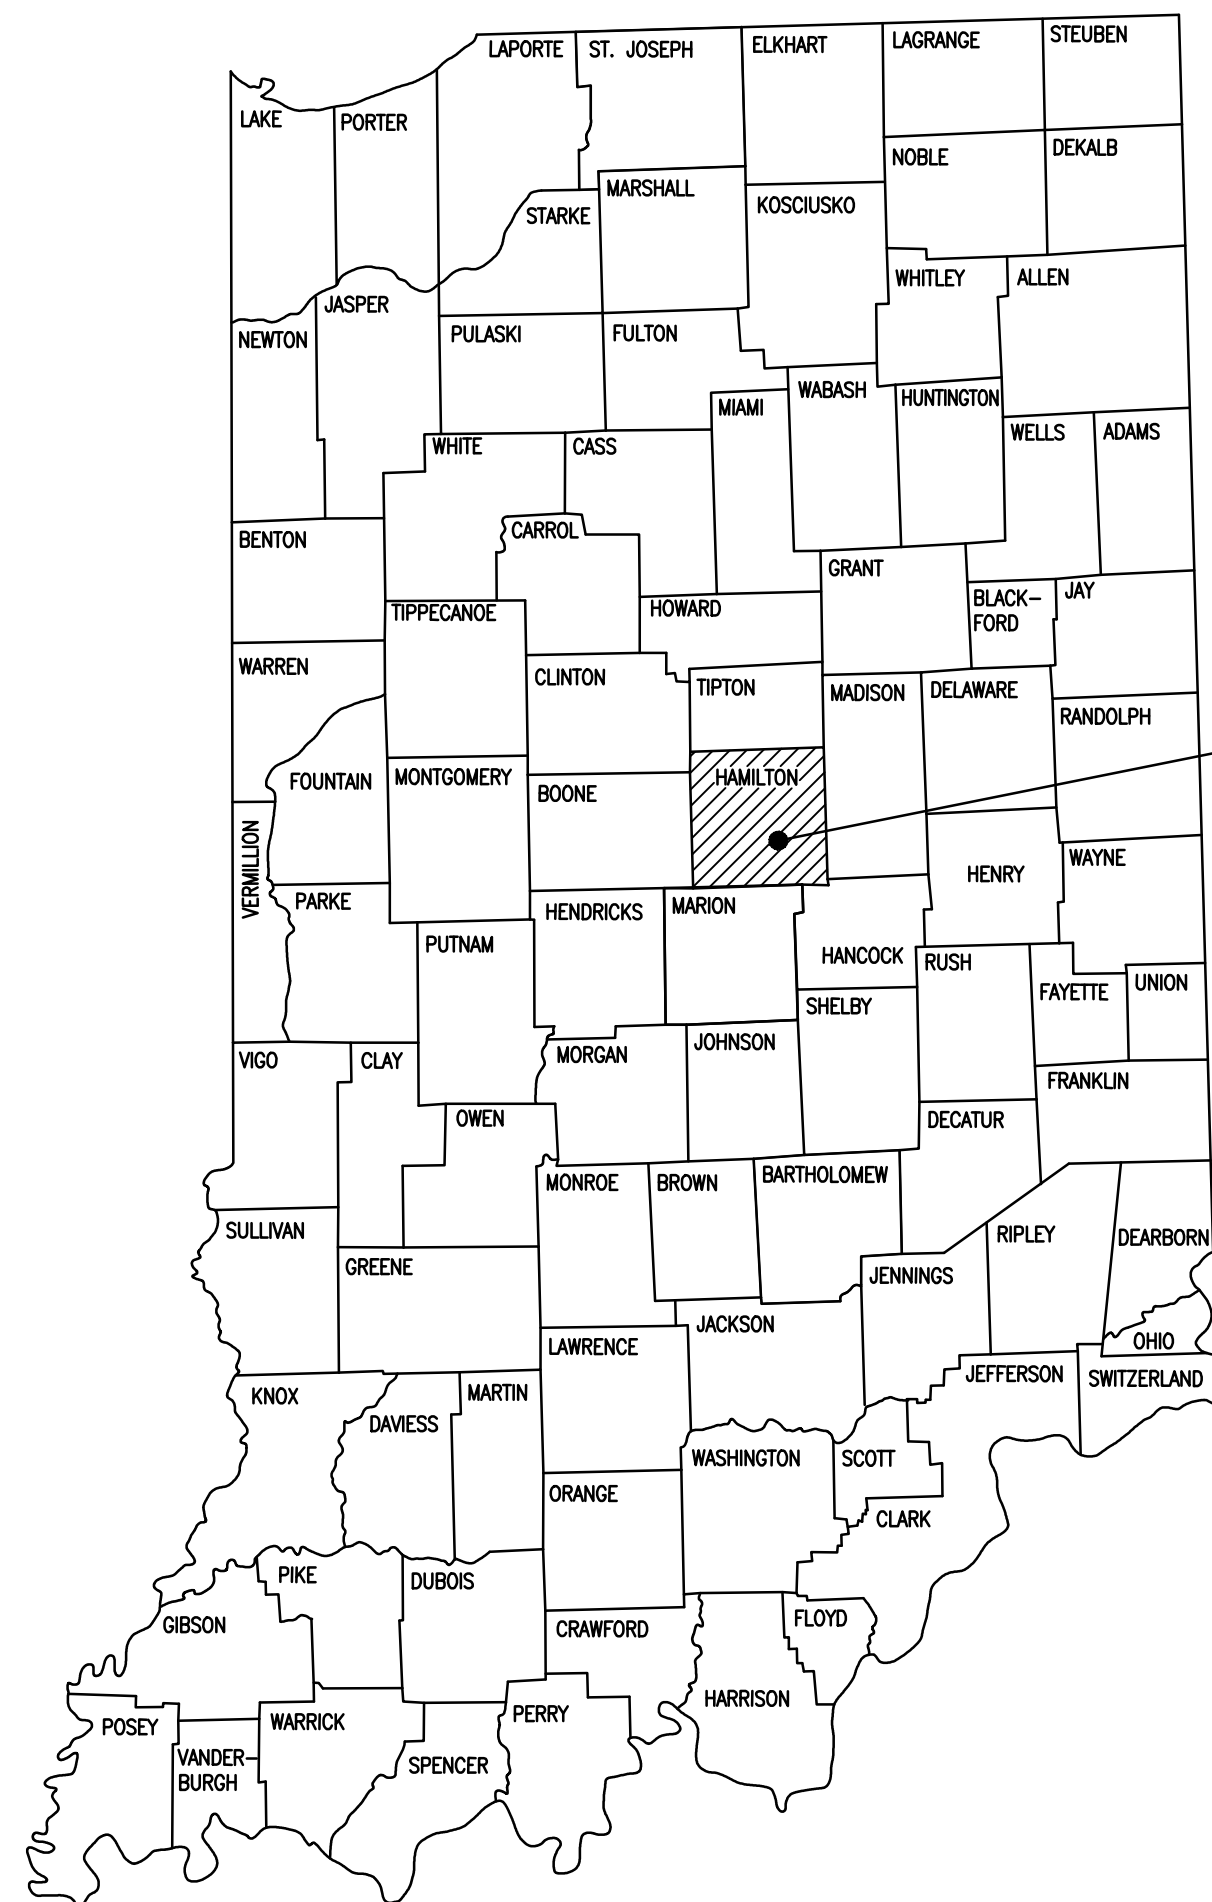 LAPORTE
ST. JOSEPH
ELKHART
LAGRANGE
STEUBEN
LAKE
PORTER
NOBLE
DEKALB
STARKE
MARSHALL
KOSCIUSKO
WHITLEY
ALLEN
JASPER
NEWTON
PULASKI
FULTON
MIAMI
WABASH
HUNTINGTON
WELLS
ADAMS
WHITE
CASS
BENTON
CARROL
GRANT
BLACK-
FORD
JAY
TIPPECANOE
HOWARD
WARREN
CLINTON
TIPTON
MADISON
DELAWARE
RANDOLPH
FOUNTAIN
MONTGOMERY
BOONE
HAMILTON
VERMILLION
HENRY
WAYNE
PARKE
HENDRICKS
MARION
PUTNAM
HANCOCK
RUSH
FAYETTE
UNION
SHELBY
VIGO
CLAY
MORGAN
JOHNSON
FRANKLIN
OWEN
DECATUR
MONROE
BROWN
BARTHOLOMEW
SULLIVAN
RIPLEY
DEARBORN
GREENE
JENNINGS
JACKSON
LAWRENCE
OHIO
JEFFERSON
SWITZERLAND
KNOX
MARTIN
DAVIESS
WASHINGTON
SCOTT
ORANGE
CLARK
PIKE
DUBOIS
GIBSON
CRAWFORD
FLOYD
HARRISON
PERRY
POSEY
WARRICK
VANDER-
BURGH
SPENCER